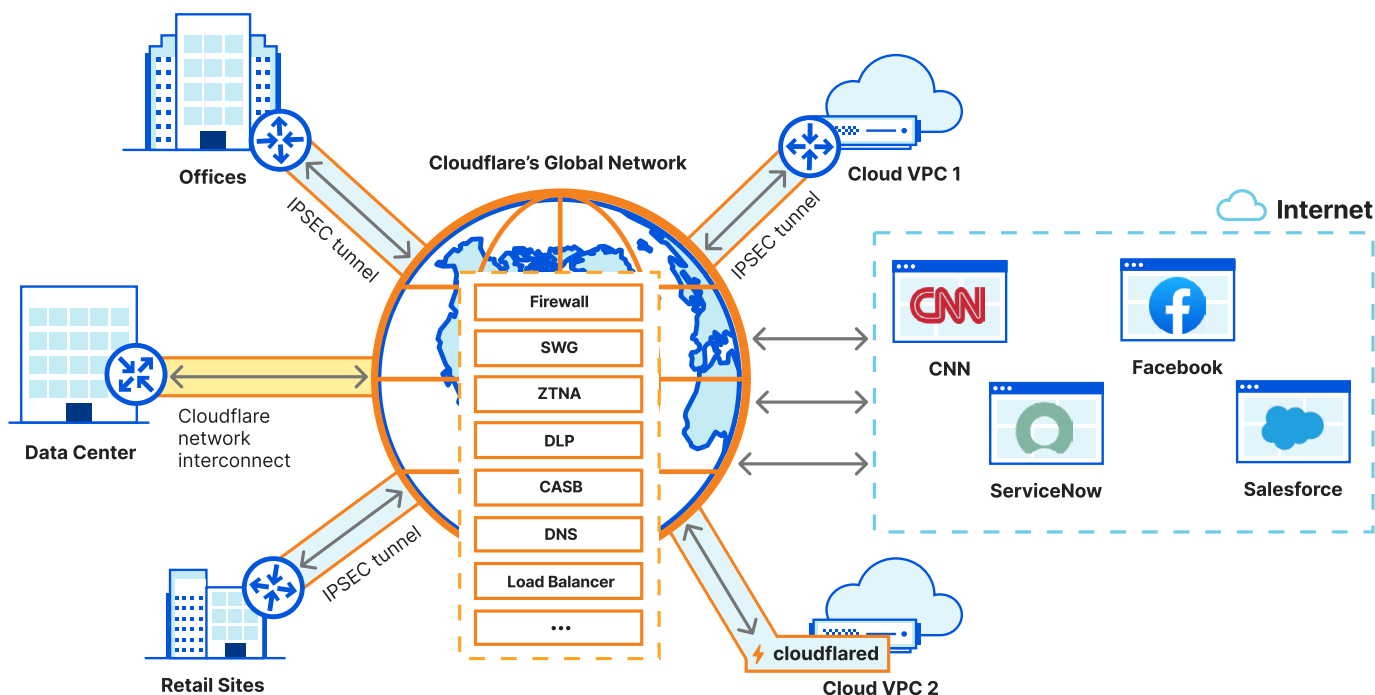 Offices
IPSEC tunnel
Cloudflare's Global Network
IPSEC tunnel
Cloud VPC 1
Internet
CNN
CNN
Facebook
ServiceNow
Salesforce
Firewall
SWG
ZTNA
DLP
CASB
DNS
Load Balancer
...
Data Center
Cloudflare
network
interconnect
IPSEC tunnel
Retail Sites
cloudflared
Cloud VPC 2